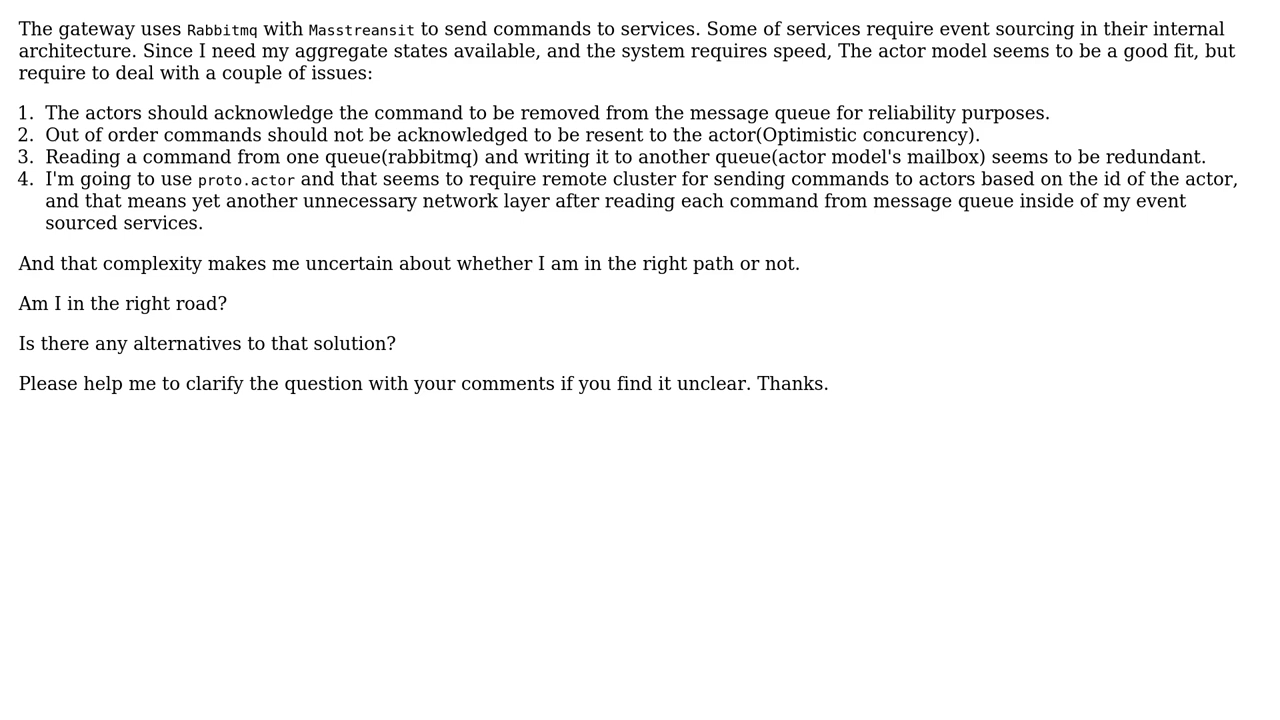 The gateway uses Rabbitmq with Masstreansit to send commands to services. Some of services require event sourcing in their internal
architecture. Since I need my aggregate states available, and the system requires speed, The actor model seems to be a good fit, but
require to deal with a couple of issues:
1. The actors should acknowledge the command to be removed from the message queue for reliability purposes.
2. Out of order commands should not be acknowledged to be resent to the actor(Optimistic concurency).
3. Reading a command from one queue(rabbitmq) and writing it to another queue(actor model's mailbox) seems to be redundant.
4. I'm going to use proto.actor and that seems to require remote cluster for sending commands to actors based on the id of the actor,
and that means yet another unnecessary network layer after reading each command from message queue inside of my event
sourced services.
And that complexity makes me uncertain about whether I am in the right path or not.
Am I in the right road?
Is there any alternatives to that solution?
Please help me to clarify the question with your comments if you find it unclear. Thanks.